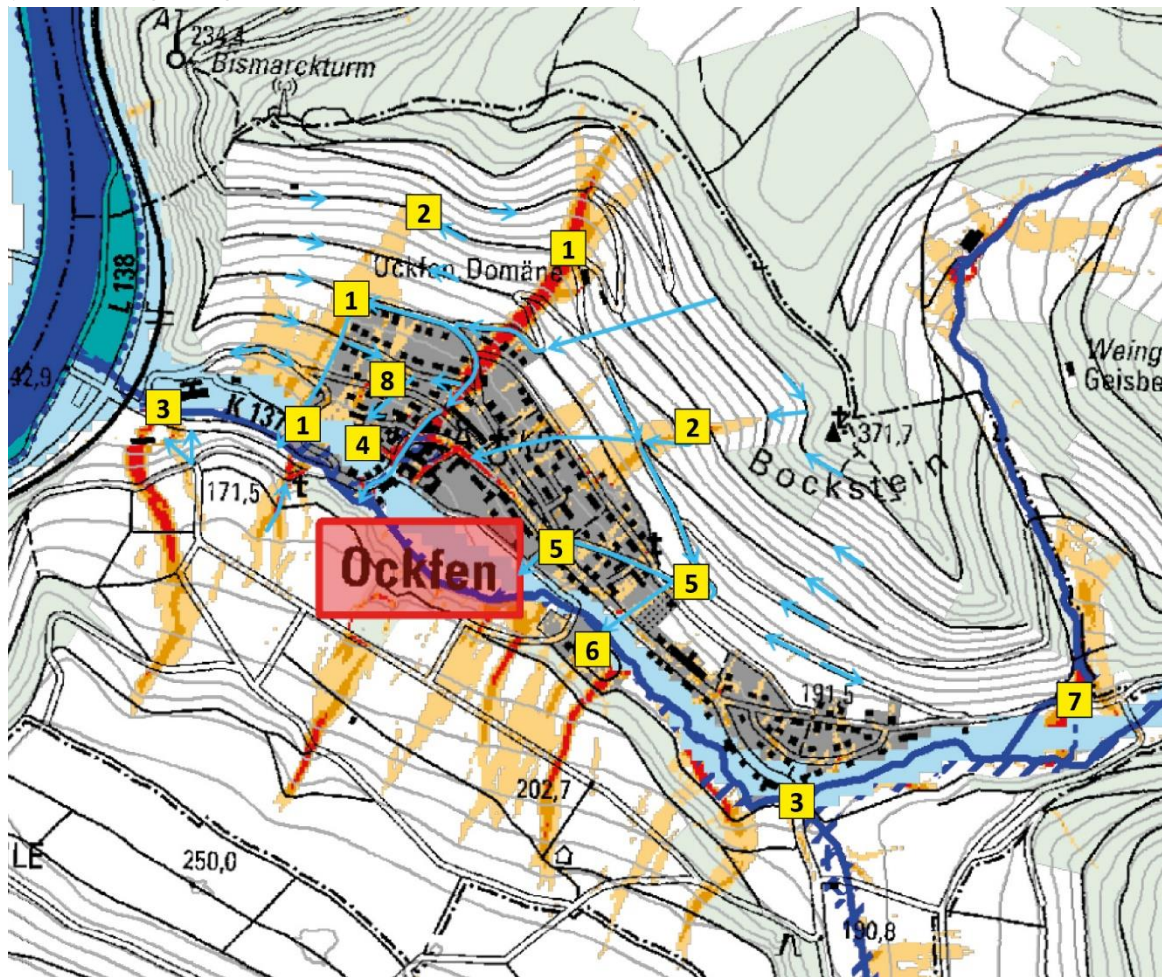 234,4
Bismarckturm
L 138
2
1
Ockfen Domäne
1
Weing
Geisbe
42,9
8
3
K 137
1
4
2
371,7
Bockstein
171,5
Ockfen
5
5
6
191,5
7
202,7
3
LE
250,0
190,8